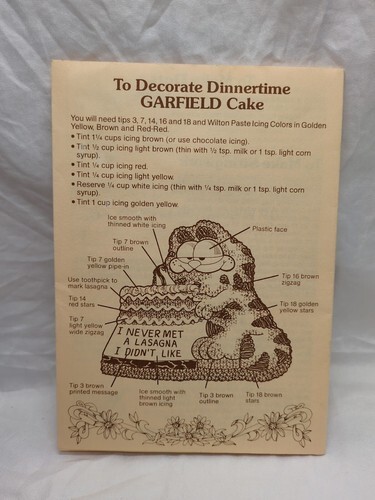 To Decorate Dinnertime
GARFIELD Cake
You will need tips 3, 7, 14, 16 and 18 and Wilton Paste Icing Colors in Golden
Yellow, Brown and Red-Red.
• Tint 1¼ cups icing brown (or use chocolate icing).
• Tint ½ cup icing light brown (thin with ½ tsp. milk or 1 tsp. light corn
syrup).
• Tint ¼ cup icing red.
• Tint ¼ cup icing light yellow.
• Reserve ¼ cup white icing (thin with ¼ tsp. milk or 1 tsp. light corn
syrup).
• Tint 1 cup icing golden yellow.
Ice smooth with
thinned white icing
Tip 7 brown
outline
Plastic face
Tip 7 golden
yellow pipe-in
Use toothpick to
mark lasagna
Tip 16 brown
zigzag
Tip 14
red stars
Tip 18 golden
yellow stars
Tip 7
light yellow
wide zigzag
I NEVER MET
A LASAGNA
I DIDN'T LIKE
Tip 3 brown
printed message
Ice smooth with
thinned light
brown icing
Tip 3 brown
outline
Tip 18 brown
stars